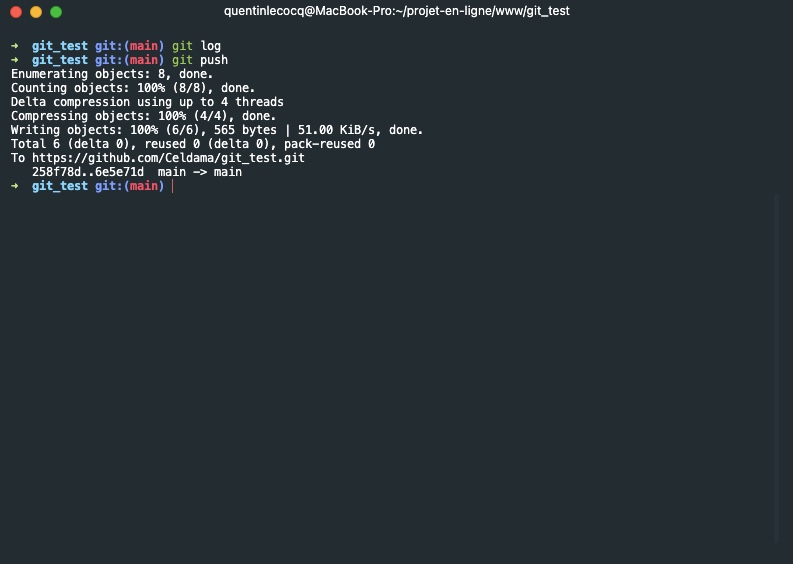 quentinlecocq@MacBook-Pro:~/projet-en-ligne/www/git_test
➜  git_test git:(main) git log
➜  git_test git:(main) git push
Enumerating objects: 8, done.
Counting objects: 100% (8/8), done.
Delta compression using up to 4 threads
Compressing objects: 100% (4/4), done.
Writing objects: 100% (6/6), 565 bytes | 51.00 KiB/s, done.
Total 6 (delta 0), reused 0 (delta 0), pack-reused 0
To https://github.com/Celdama/git_test.git
   258f78d..6e5e71d  main -> main
➜  git_test git:(main)